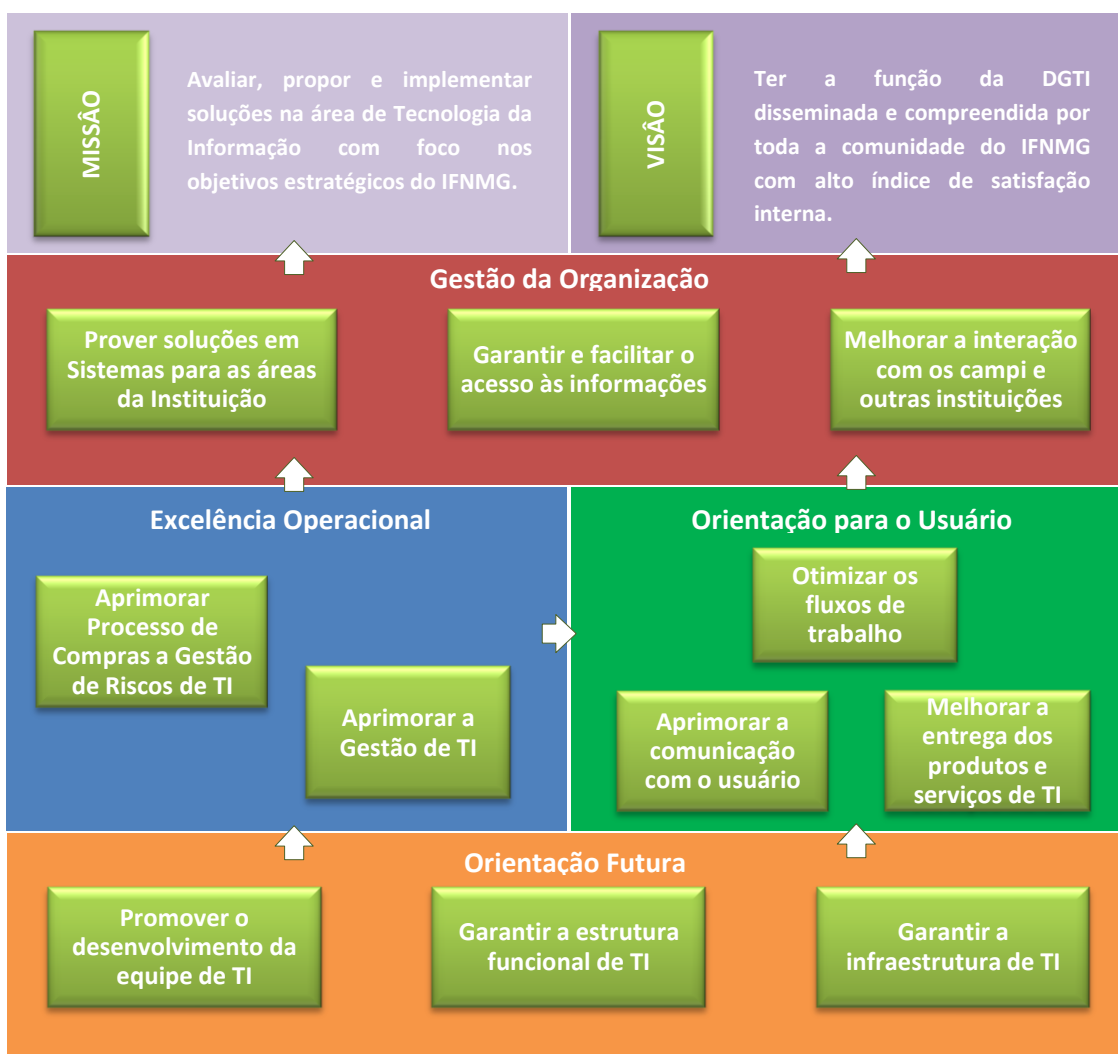 MISSÂO
Avaliar, propor e implementar
soluções na área de Tecnologia da
Informação com foco nos
objetivos estratégicos do IFNMG.
VISÂO
Ter a função da DGTI
disseminada e compreendida por
toda a comunidade do IFNMG
com alto índice de satisfação
interna.
Gestão da Organização
Prover soluções em
Sistemas para as áreas
da Instituição
Garantir e facilitar o
acesso às informações
Melhorar a interação
com os campi e
outras instituições
Excelência Operacional
Aprimorar
Processo de
Compras a Gestão
de Riscos de TI
Aprimorar a
Gestão de TI
Orientação para o Usuário
Otimizar os
fluxos de
trabalho
Aprimorar a
comunicação
com o usuário
Melhorar a
entrega dos
produtos e
serviços de TI
Orientação Futura
Promover o
desenvolvimento da
equipe de TI
Garantir a estrutura
funcional de TI
Garantir a
infraestrutura de TI